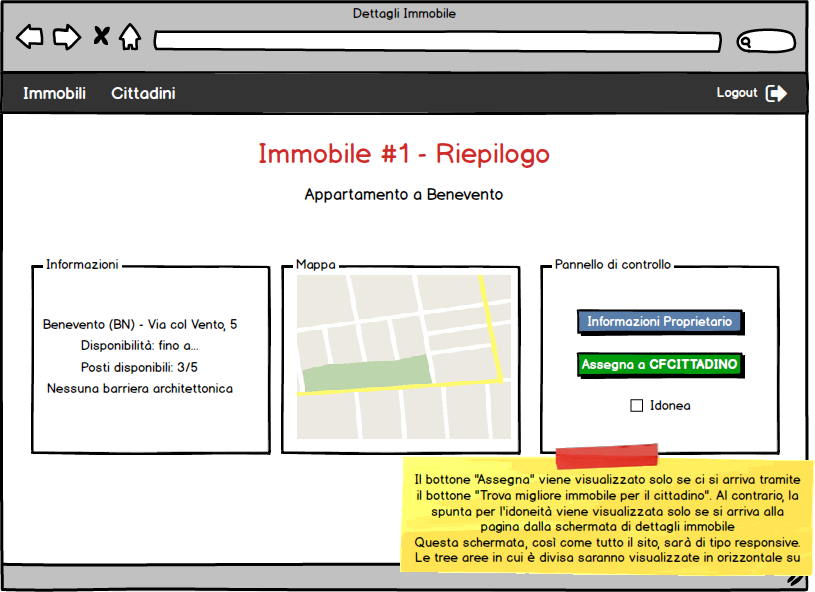 Dettagli Immobile
Immobili Cittadini Logout
Immobile #1 - Riepilogo
Appartamento a Benevento
Informazioni
Benevento (BN) - Via col Vento, 5
Disponibilità: fino a...
Posti disponibili: 3/5
Nessuna barriera architettonica
Mappa
Pannello di controllo
Informazioni Proprietario
Assegna a CFCITTADINO
Idonea
Il bottone "Assegna" viene visualizzato solo se ci si arriva tramite
il bottone "Trova migliore immobile per il cittadino". Al contrario, la
spunta per l'idoneità viene visualizzata solo se si arriva alla
pagina dalla schermata di dettagli immobile
Questa schermata, così come tutto il sito, sarà di tipo responsive.
Le tree aree in cui è divisa saranno visualizzate in orizzontale su